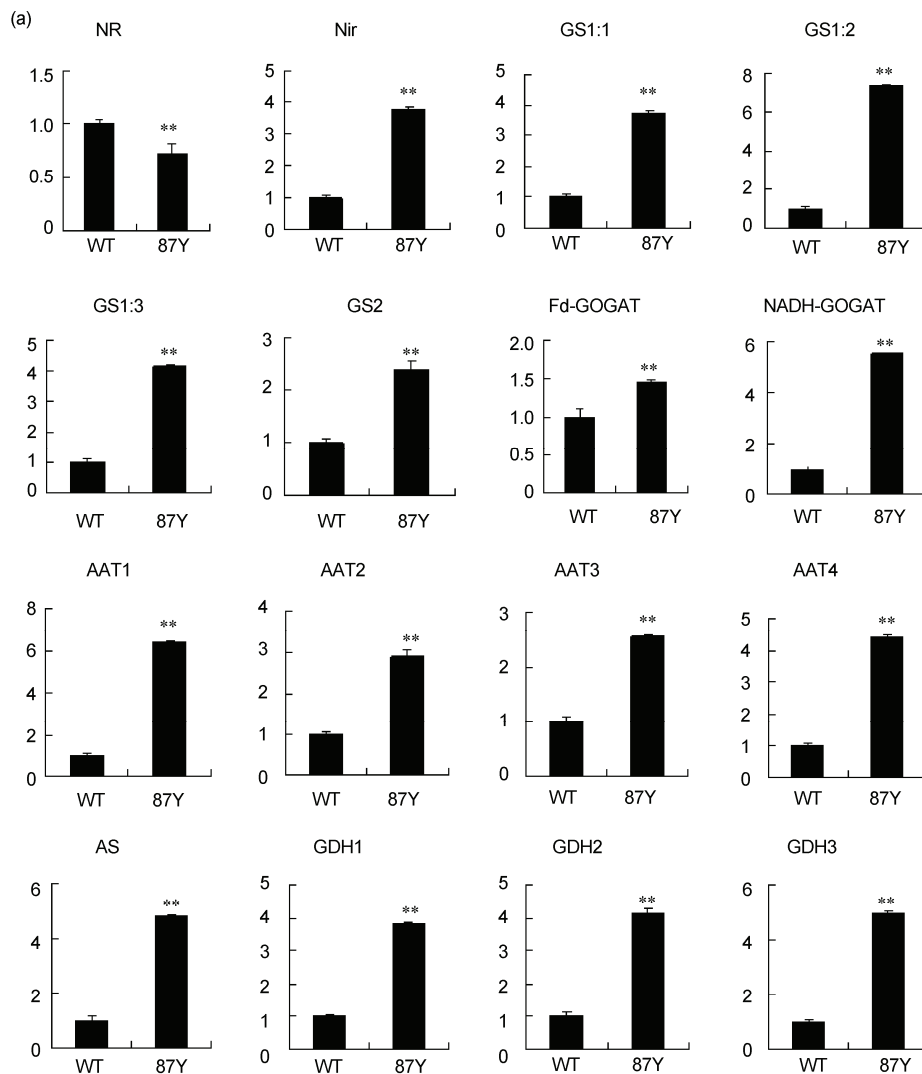 (a)
NR Nir GS1:1 GS1:2
1.5 1.0 0.5 0 ** WT 87Y
5 4 3 2 1 0 ** WT 87Y
5 4 3 2 1 0 ** WT 87Y
8 6 4 2 0 ** WT 87Y
GS1:3 GS2 Fd-GOGAT NADH-GOGAT
5 4 3 2 1 0 ** WT 87Y
3 2 1 0 ** WT 87Y
2.0 1.5 1.0 0.5 0 ** WT 87Y
6 4 2 0 ** WT 87Y
AAT1 AAT2 AAT3 AAT4
8 6 4 2 0 ** WT 87Y
4 3 2 1 0 ** WT 87Y
3 2 1 0 ** WT 87Y
5 4 3 2 1 0 ** WT 87Y
AS GDH1 GDH2 GDH3
6 4 2 0 ** WT 87Y
5 4 3 2 1 0 ** WT 87Y
5 4 3 2 1 0 ** WT 87Y
6 5 4 3 2 1 0 ** WT 87Y